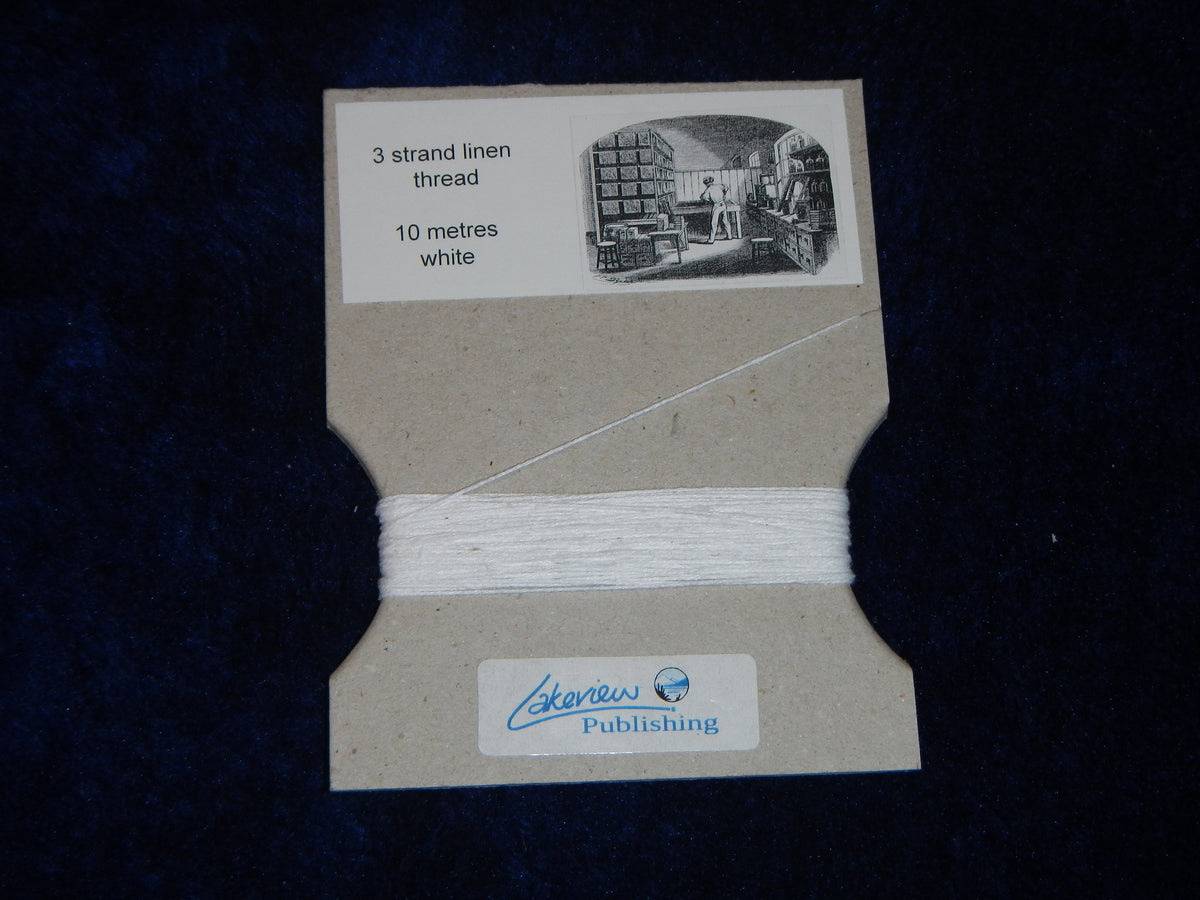 3 strand linen
thread
10 metres
white
Lakeview
Publishing